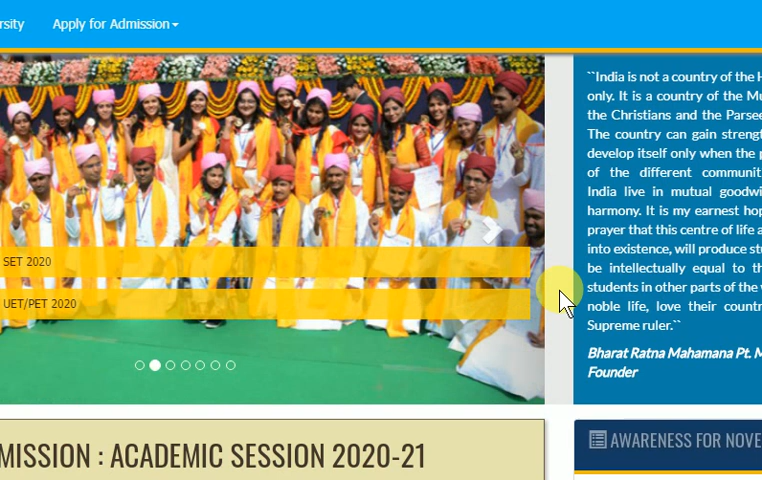 rsity Apply for Admission
SET 2020
UET/PET 2020
MISSION : ACADEMIC SESSION 2020-21
``India is not a country of the H
only. It is a country of the Mu
the Christians and the Parsee
The country can gain strengt
develop itself only when the p
of the different communit
India live in mutual goodwi
harmony. It is my earnest hop
prayer that this centre of life a
into existence, will produce stu
be intellectually equal to th
students in other parts of the w
noble life, love their countr
Supreme ruler.``
Bharat Ratna Mahamana Pt. M
Founder
AWARENESS FOR NOVE